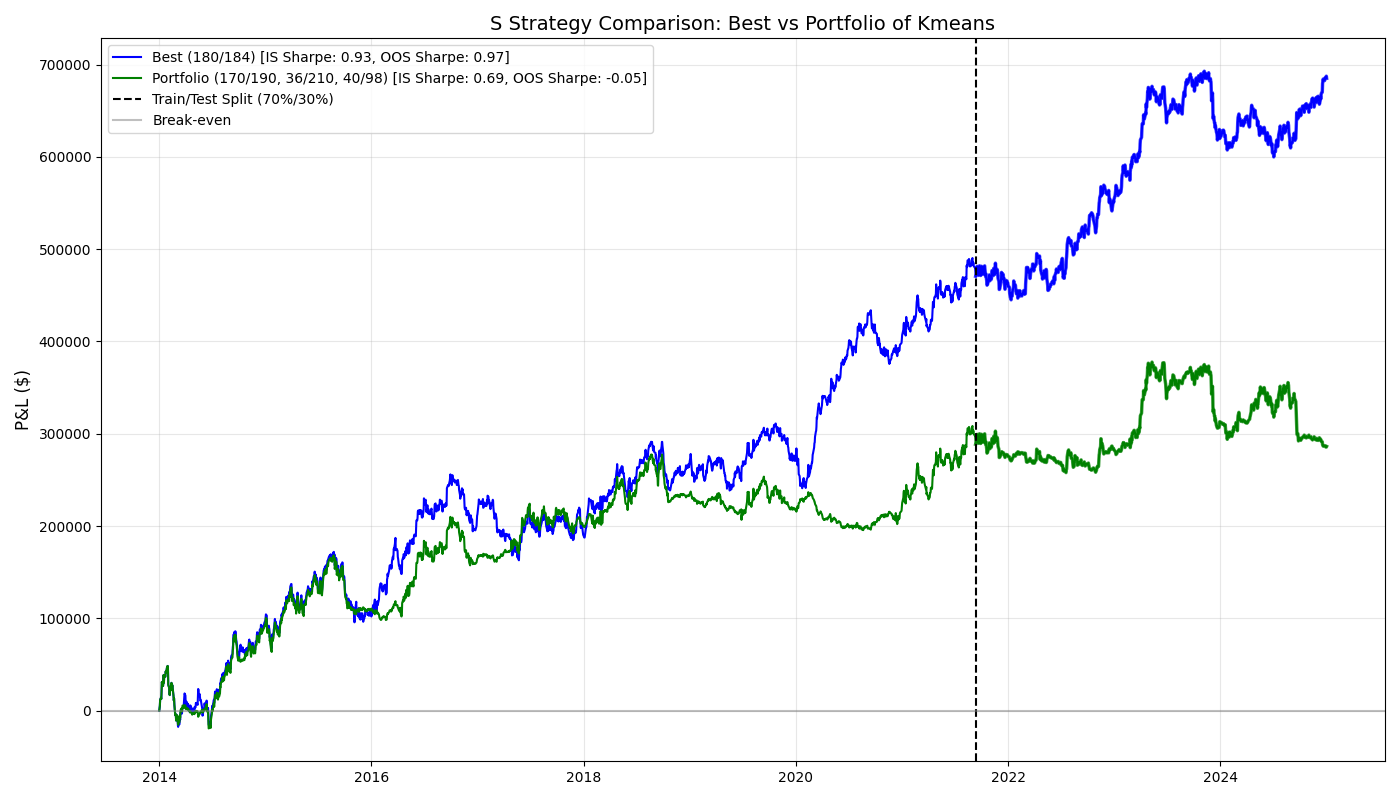 S Strategy Comparison: Best vs Portfolio of Kmeans
Best (180/184) [IS Sharpe: 0.93, OOS Sharpe: 0.97]
Portfolio (170/190, 36/210, 40/98) [IS Sharpe: 0.69, OOS Sharpe: -0.05]
Train/Test Split (70%/30%)
Break-even
P&L ($)
700000
600000
500000
400000
300000
200000
100000
0
2014 2016 2018 2020 2022 2024